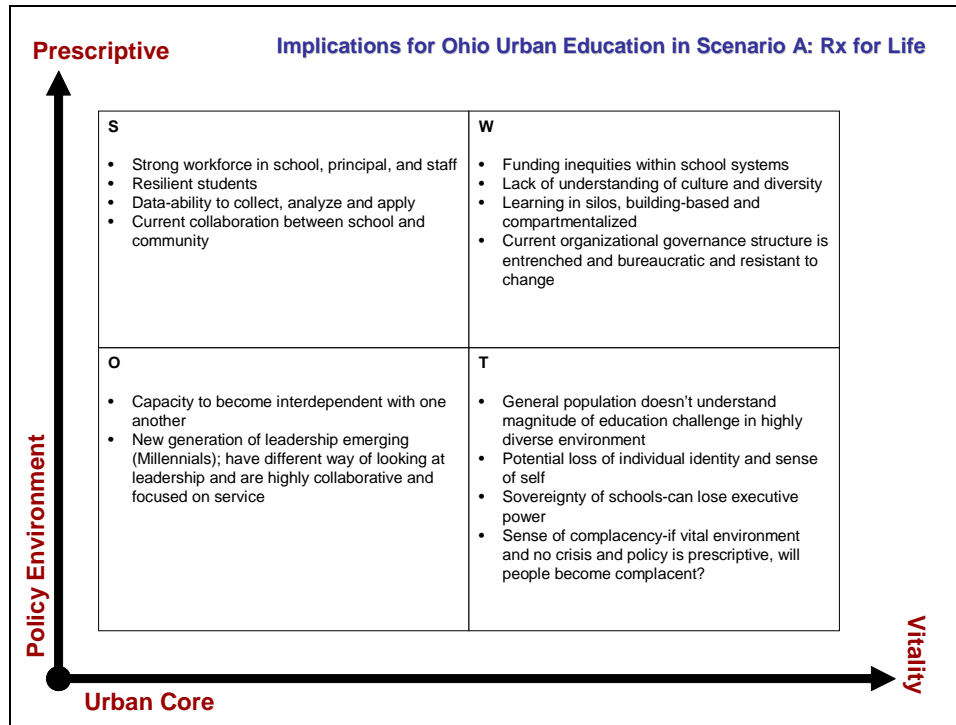 Prescriptive
Implications for Ohio Urban Education in Scenario A: Rx for Life
S
• Strong workforce in school, principal, and staff
• Resilient students
• Data-ability to collect, analyze and apply
• Current collaboration between school and
community
W
• Funding inequities within school systems
• Lack of understanding of culture and diversity
• Learning in silos, building-based and
compartmentalized
• Current organizational governance structure is
entrenched and bureaucratic and resistant to
change
O
• Capacity to become interdependent with one
another
• New generation of leadership emerging
(Millennials); have different way of looking at
leadership and are highly collaborative and
focused on service
T
• General population doesn’t understand
magnitude of education challenge in highly
diverse environment
• Potential loss of individual identity and sense
of self
• Sovereignty of schools-can lose executive
power
• Sense of complacency-if vital environment
and no crisis and policy is prescriptive, will
people become complacent?
Policy Environment
Urban Core
Vitality